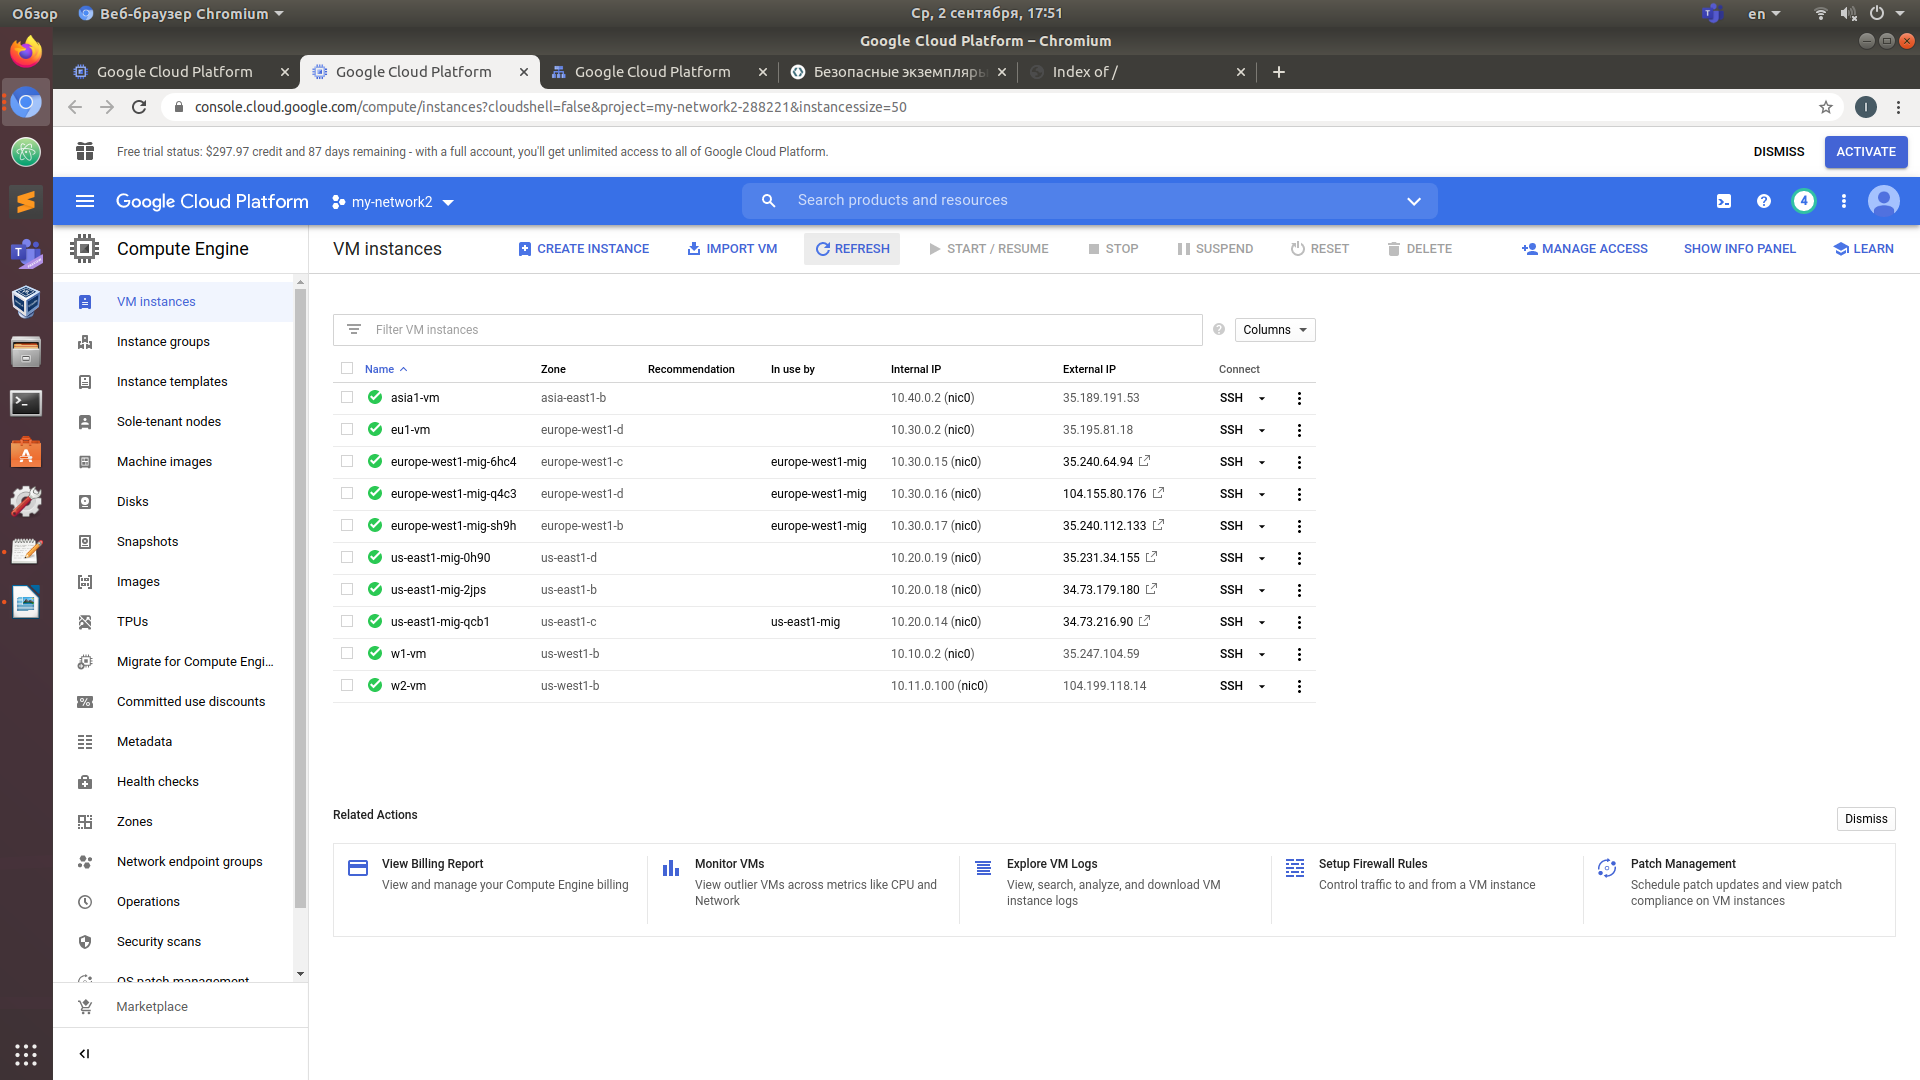 Обзор
Веб-браузер Chromium
Ср, 2 сентября, 17:51
en
Google Cloud Platform – Chromium
Google Cloud Platform
Google Cloud Platform
Google Cloud Platform
Безопасные экземпляры
Index of /
console.cloud.google.com/compute/instances?cloudshell=false&project=my-network2-288221&instancessize=50
I
Free trial status: $297.97 credit and 87 days remaining - with a full account, you'll get unlimited access to all of Google Cloud Platform.
DISMISS
ACTIVATE
Google Cloud Platform
my-network2
Search products and resources
4
Compute Engine
VM instances
CREATE INSTANCE
IMPORT VM
REFRESH
START / RESUME
STOP
SUSPEND
RESET
DELETE
MANAGE ACCESS
SHOW INFO PANEL
LEARN
VM instances
Instance groups
Instance templates
Sole-tenant nodes
Machine images
Disks
Snapshots
Images
TPUs
Migrate for Compute Engi...
Committed use discounts
Metadata
Health checks
Zones
Network endpoint groups
Operations
Security scans
OS patch management
Marketplace
Filter VM instances
Columns
Name Zone Recommendation In use by Internal IP External IP Connect
asia1-vm asia-east1-b 10.40.0.2 (nic0) 35.189.191.53 SSH
eu1-vm europe-west1-d 10.30.0.2 (nic0) 35.195.81.18 SSH
europe-west1-mig-6hc4 europe-west1-c europe-west1-mig 10.30.0.15 (nic0) 35.240.64.94 SSH
europe-west1-mig-q4c3 europe-west1-d europe-west1-mig 10.30.0.16 (nic0) 104.155.80.176 SSH
europe-west1-mig-sh9h europe-west1-b europe-west1-mig 10.30.0.17 (nic0) 35.240.112.133 SSH
us-east1-mig-0h90 us-east1-d 10.20.0.19 (nic0) 35.231.34.155 SSH
us-east1-mig-2jps us-east1-b 10.20.0.18 (nic0) 34.73.179.180 SSH
us-east1-mig-qcb1 us-east1-c us-east1-mig 10.20.0.14 (nic0) 34.73.216.90 SSH
w1-vm us-west1-b 10.10.0.2 (nic0) 35.247.104.59 SSH
w2-vm us-west1-b 10.11.0.100 (nic0) 104.199.118.14 SSH
Related Actions
Dismiss
View Billing Report
View and manage your Compute Engine billing
Monitor VMs
View outlier VMs across metrics like CPU and
Network
Explore VM Logs
View, search, analyze, and download VM
instance logs
Setup Firewall Rules
Control traffic to and from a VM instance
Patch Management
Schedule patch updates and view patch
compliance on VM instances